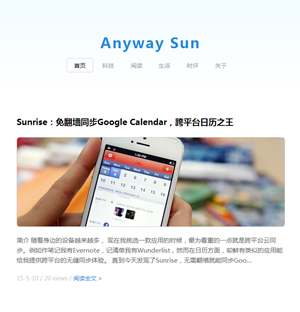 Anyway Sun
首页 科技 阅读 生活 时评 关于
Sunrise：免翻墙同步Google Calendar，跨平台日历之王
简介 随着身边的设备越来越多，现在我挑选一款应用的时候，最为看重的一点就是跨平台云同
步。例如作笔记我有Evernote，记清单我有Wunderlist，然而在日历方面，却鲜有类似的应用能
给我提供跨平台的无缝同步体验。 直到今天发现了Sunrise，无需翻墙就能同步Goo...
15-5-10 / 20 views / 阅读全文 >